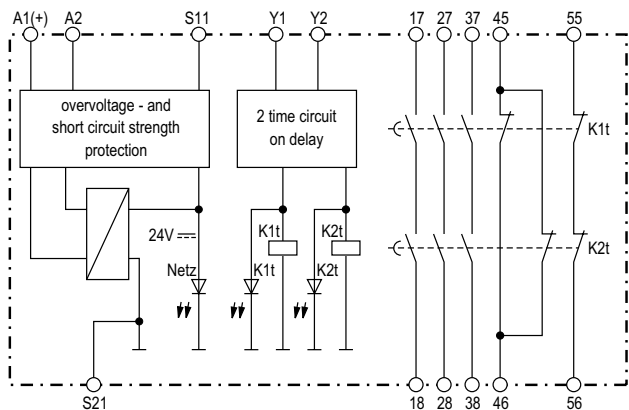 A1(+) A2 S11 Y1 Y2 17 27 37 45 55
overvoltage - and
short circuit strength
protection
2 time circuit
on delay
K1t
24V
K1t K2t
K2t
Netz K1t K2t
S21 18 28 38 46 56